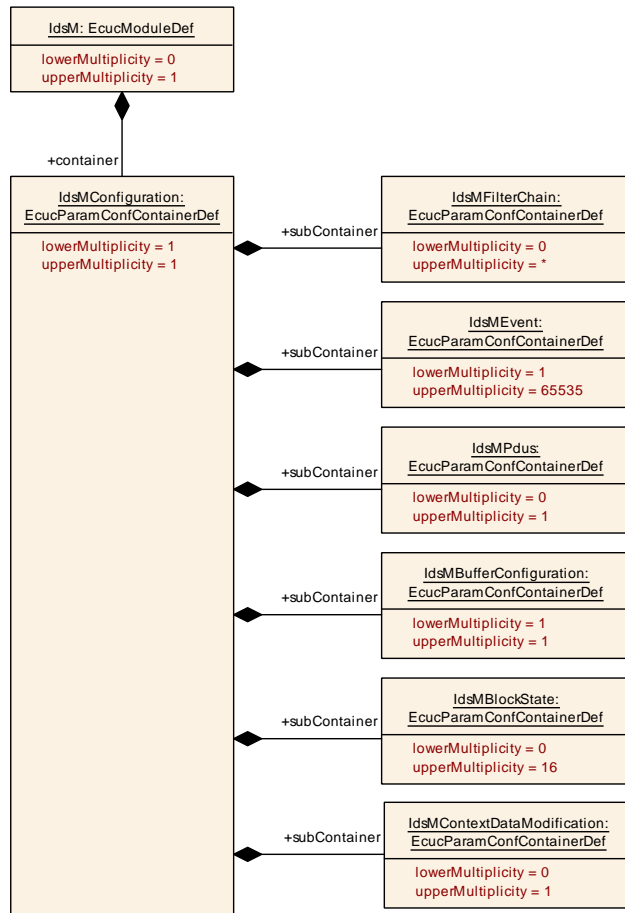 IdsM: EcucModuleDef
lowerMultiplicity = 0
upperMultiplicity = 1
+container
IdsMConfiguration:
EcucParamConfContainerDef
lowerMultiplicity = 1
upperMultiplicity = 1
+subContainer
IdsMFilterChain:
EcucParamConfContainerDef
lowerMultiplicity = 0
upperMultiplicity = *
+subContainer
IdsMEvent:
EcucParamConfContainerDef
lowerMultiplicity = 1
upperMultiplicity = 65535
+subContainer
IdsMPdus:
EcucParamConfContainerDef
lowerMultiplicity = 0
upperMultiplicity = 1
+subContainer
IdsMBufferConfiguration:
EcucParamConfContainerDef
lowerMultiplicity = 1
upperMultiplicity = 1
+subContainer
IdsMBlockState:
EcucParamConfContainerDef
lowerMultiplicity = 0
upperMultiplicity = 16
+subContainer
IdsMContextDataModification:
EcucParamConfContainerDef
lowerMultiplicity = 0
upperMultiplicity = 1